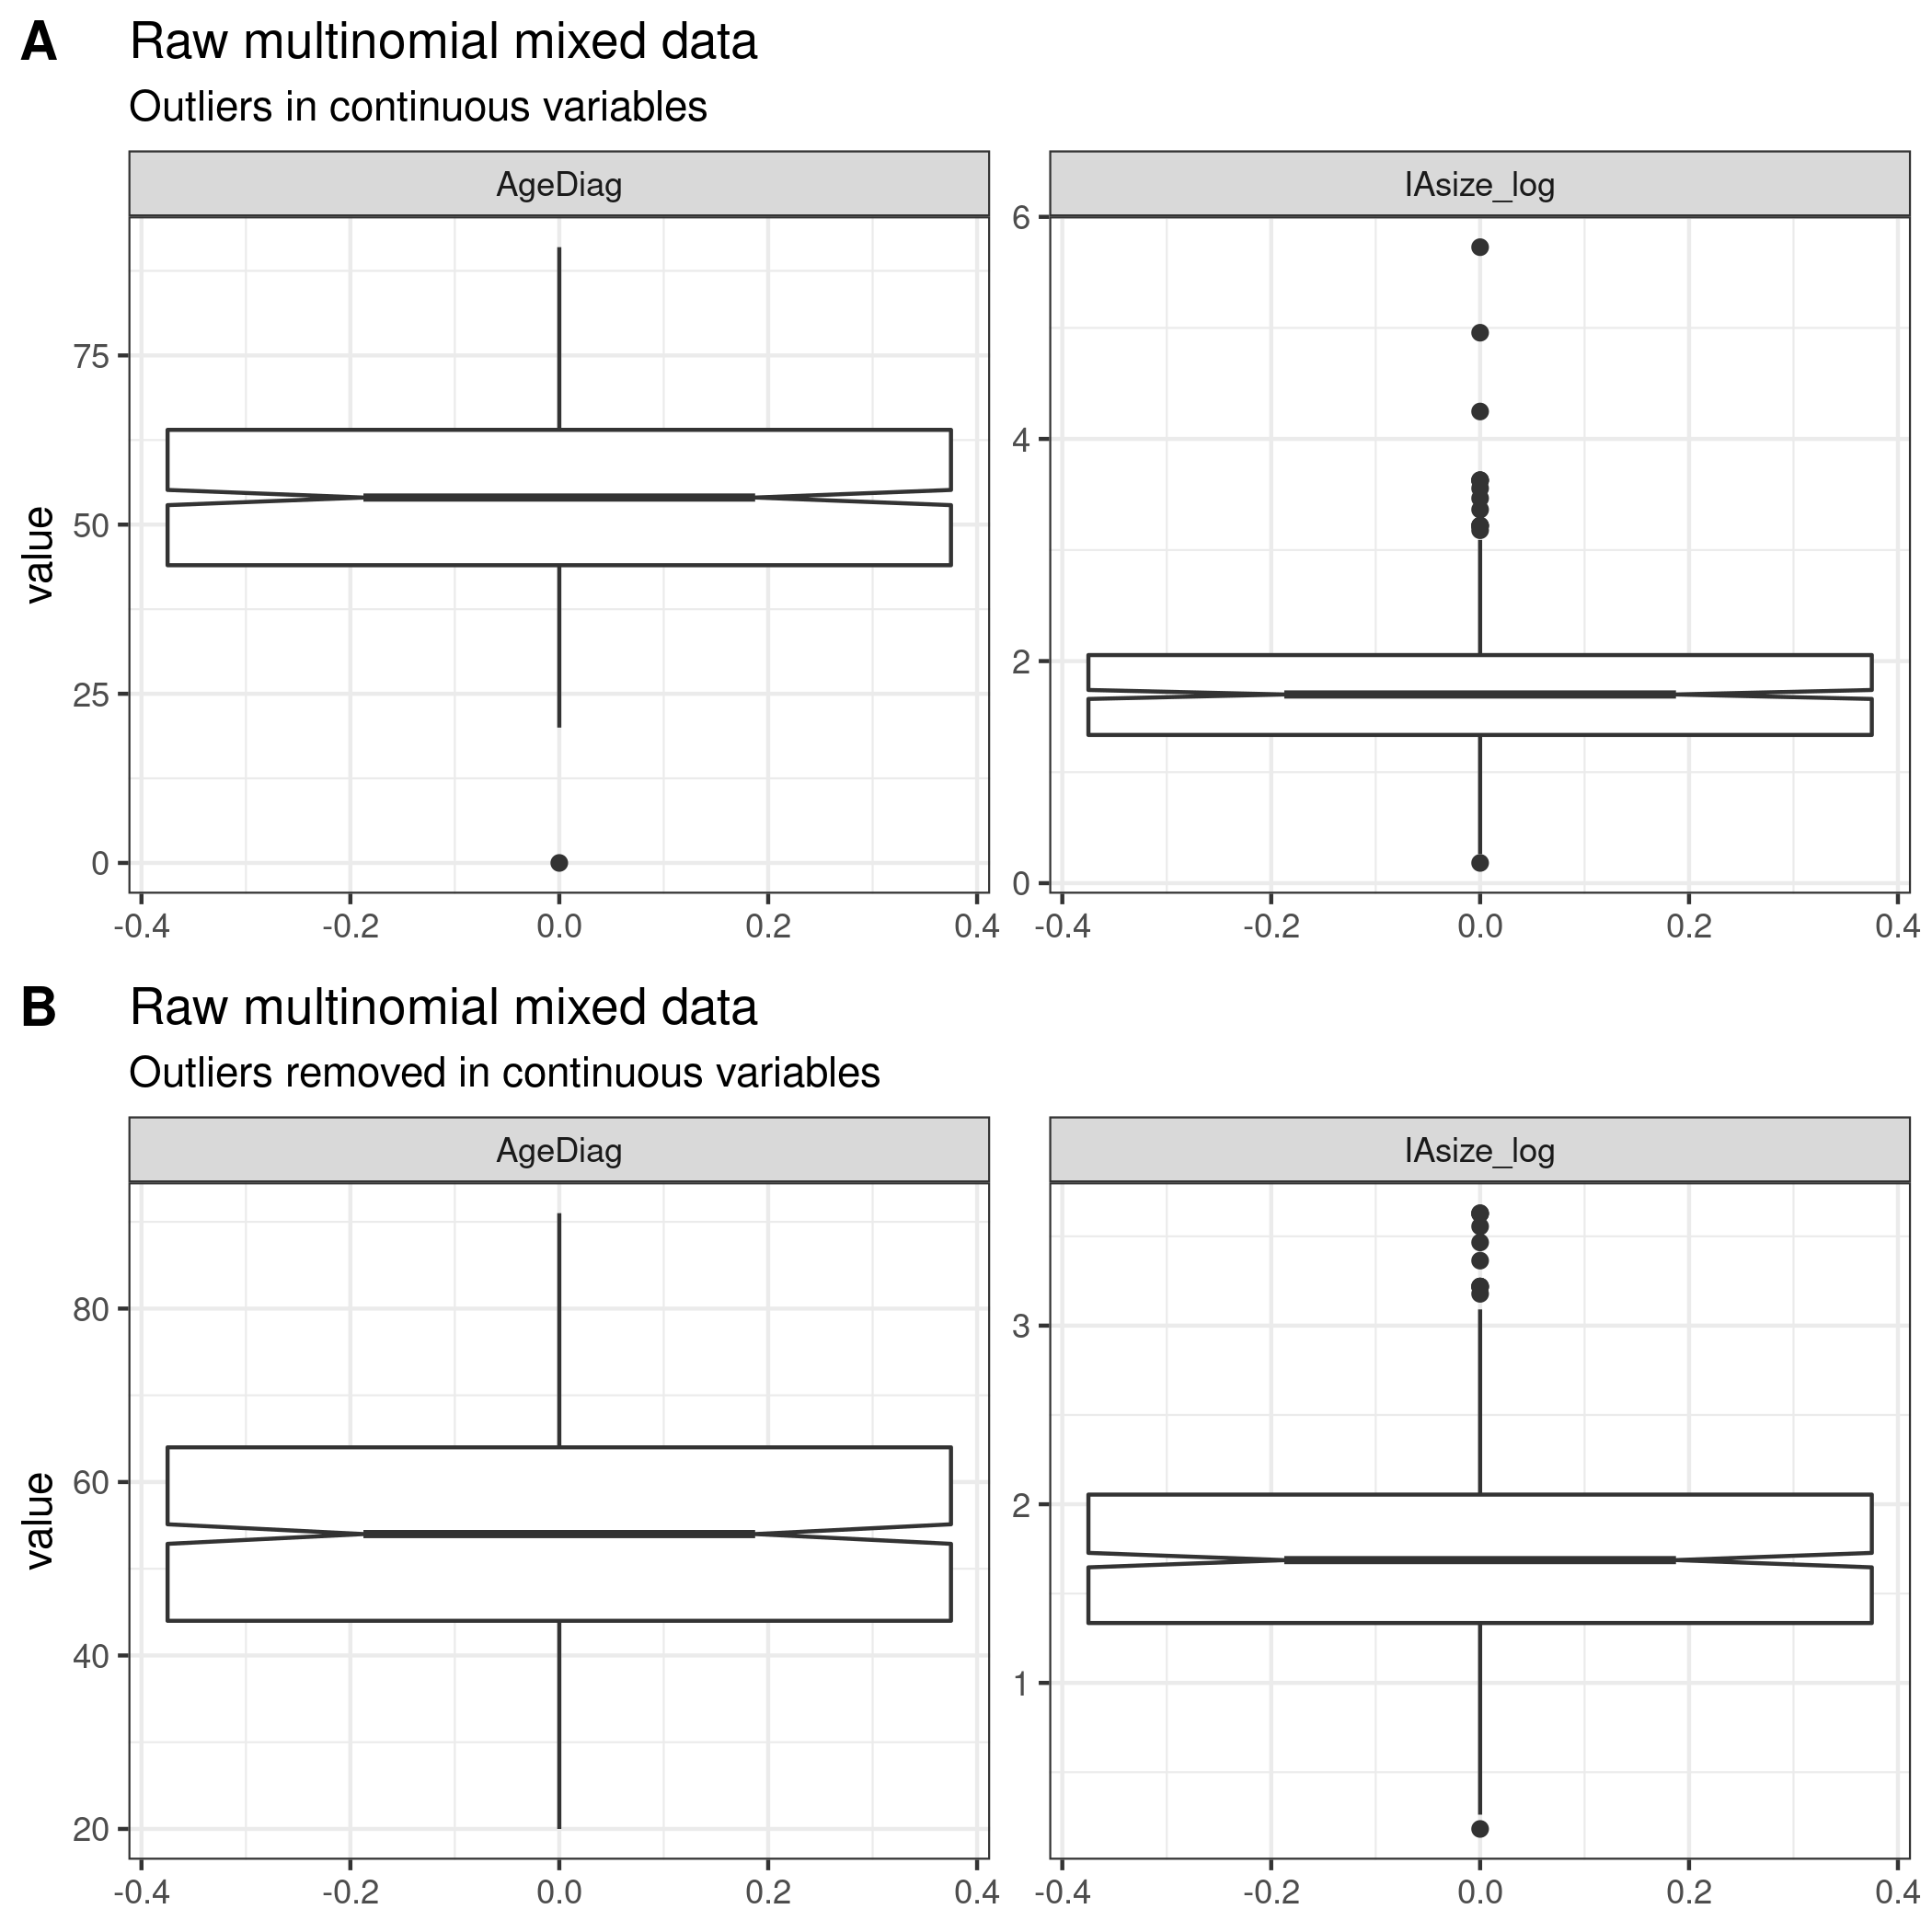 A Raw multinomial mixed data
Outliers in continuous variables
AgeDiag IAsize_log
value
75
50
25
0
6
4
2
0
-0.4 -0.2 0.0 0.2 0.4 -0.4 -0.2 0.0 0.2 0.4
B Raw multinomial mixed data
Outliers removed in continuous variables
AgeDiag IAsize_log
value
80
60
40
20
3
2
1
-0.4 -0.2 0.0 0.2 0.4 -0.4 -0.2 0.0 0.2 0.4